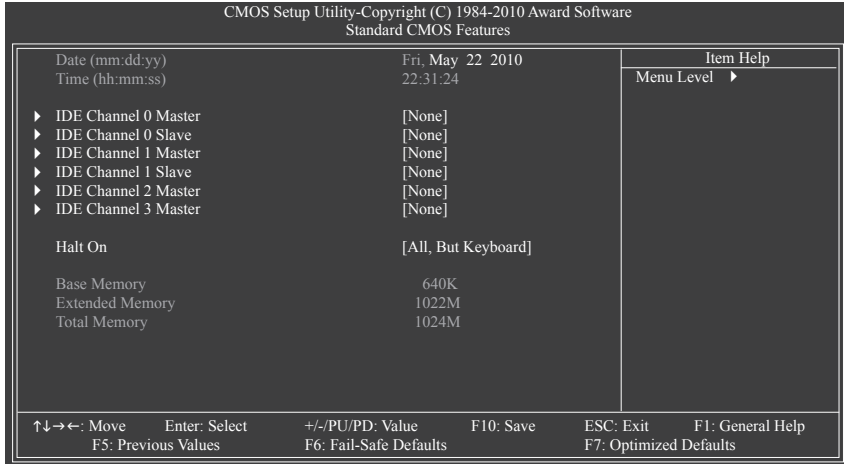 CMOS Setup Utility-Copyright (C) 1984-2010 Award Software
Standard CMOS Features
Date (mm:dd:yy) Fri, May 22 2010
Time (hh:mm:ss) 22:31:24
IDE Channel 0 Master [None]
IDE Channel 0 Slave [None]
IDE Channel 1 Master [None]
IDE Channel 1 Slave [None]
IDE Channel 2 Master [None]
IDE Channel 3 Master [None]
Halt On [All, But Keyboard]
Base Memory 640K
Extended Memory 1022M
Total Memory 1024M
Item Help
Menu Level ▶
↑↓→←: Move Enter: Select +/-/PU/PD: Value F10: Save ESC: Exit F1: General Help
F5: Previous Values F6: Fail-Safe Defaults F7: Optimized Defaults